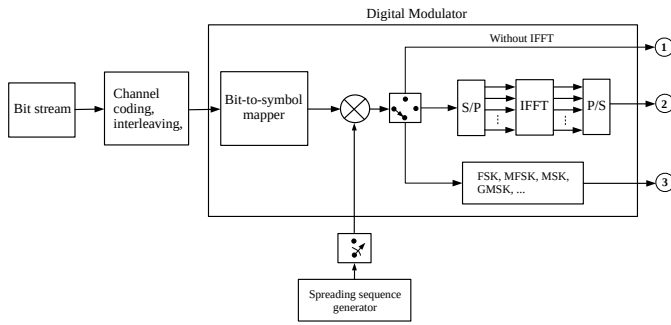 Digital Modulator
Without IFFT
1
Bit stream
Channel
coding,
interleaving,
Bit-to-symbol
mapper
S/P
IFFT
P/S
2
FSK, MFSK, MSK,
GMSK, ...
3
Spreading sequence
generator